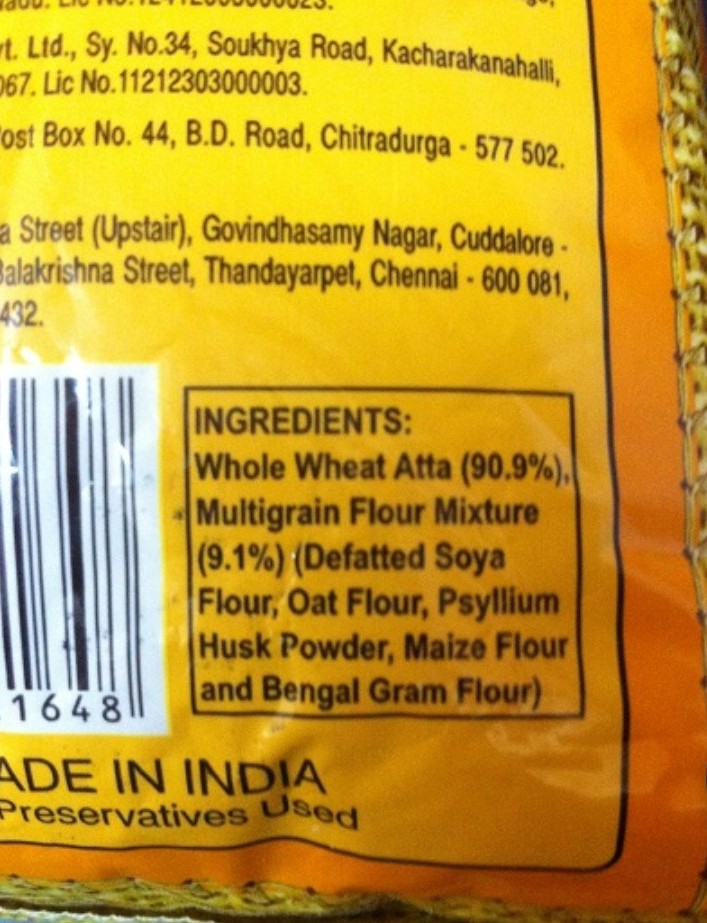 t. Ltd., Sy. No.34, Soukhya Road, Kacharakanahalli,
067. Lic No.11212303000003.
ost Box No. 44, B.D. Road, Chitradurga - 577 502.
a Street (Upstair), Govindhasamy Nagar, Cuddalore -
Balakrishna Street, Thandayarpet, Chennai - 600 081,
432.
INGREDIENTS:
Whole Wheat Atta (90.9%),
Multigrain Flour Mixture
(9.1%) (Defatted Soya
Flour, Oat Flour, Psyllium
Husk Powder, Maize Flour
and Bengal Gram Flour)
1648
ADE IN INDIA
Preservatives Used